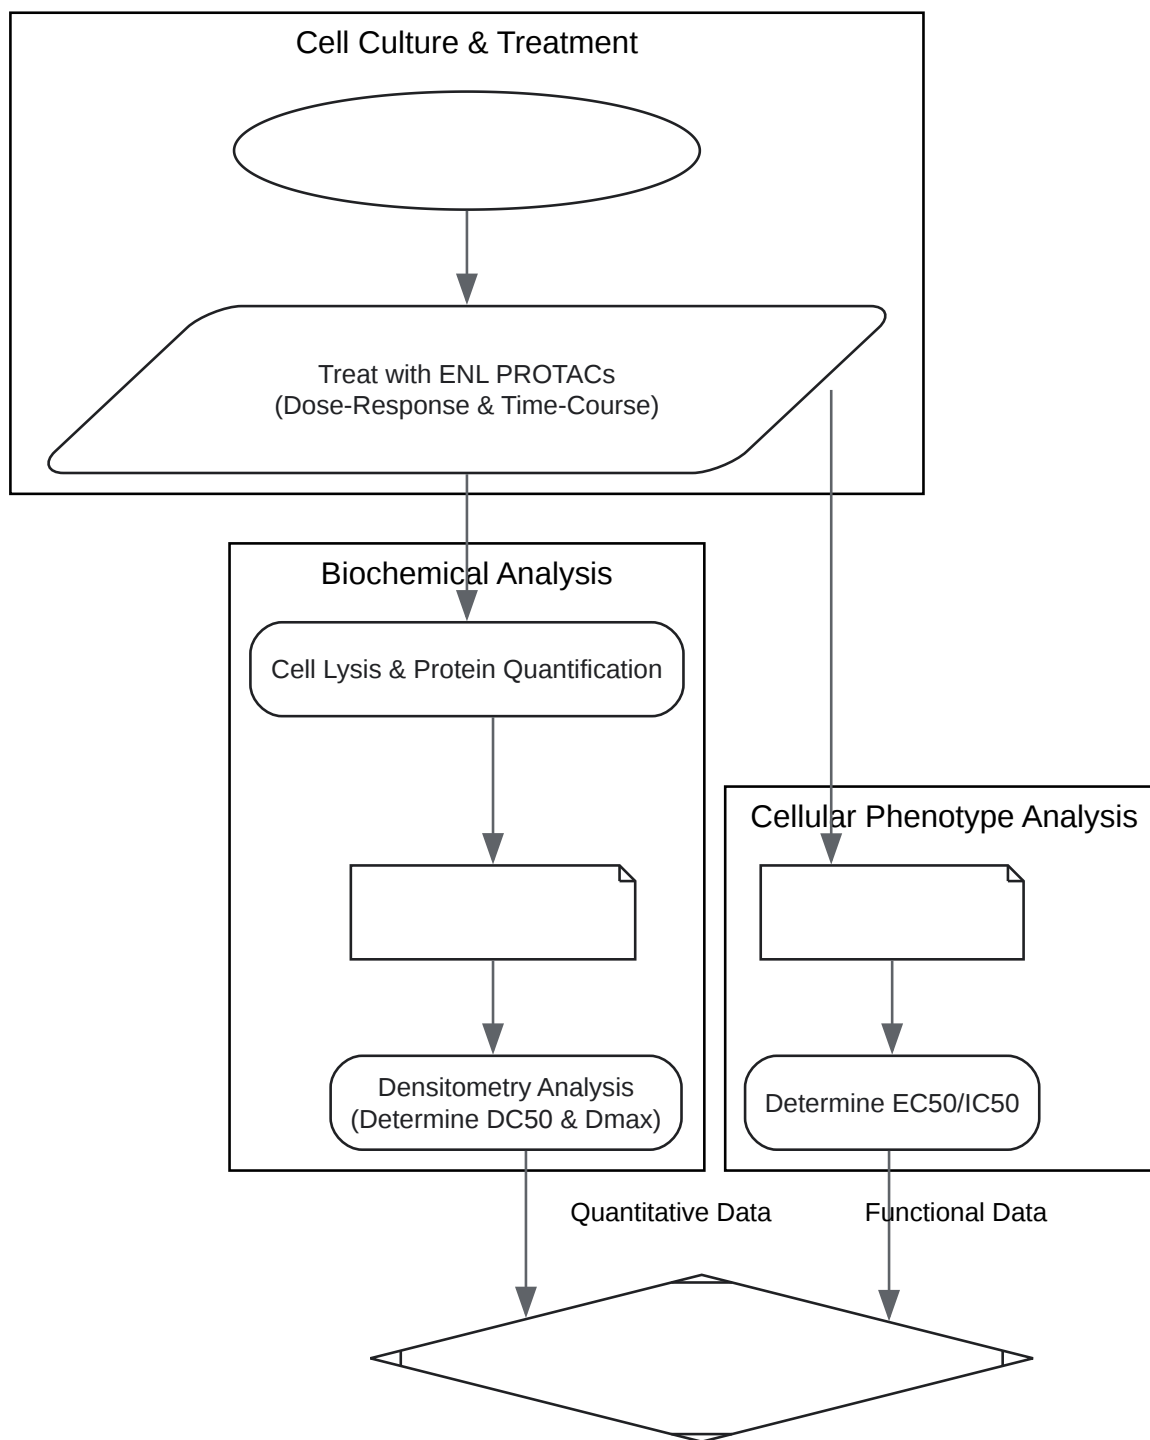 Cell Culture & Treatment
Treat with ENL PROTACs
(Dose-Response & Time-Course)
Biochemical Analysis
Cell Lysis & Protein Quantification
Cellular Phenotype Analysis
Densitometry Analysis
(Determine DC50 & Dmax)
Determine EC50/IC50
Quantitative Data
Functional Data